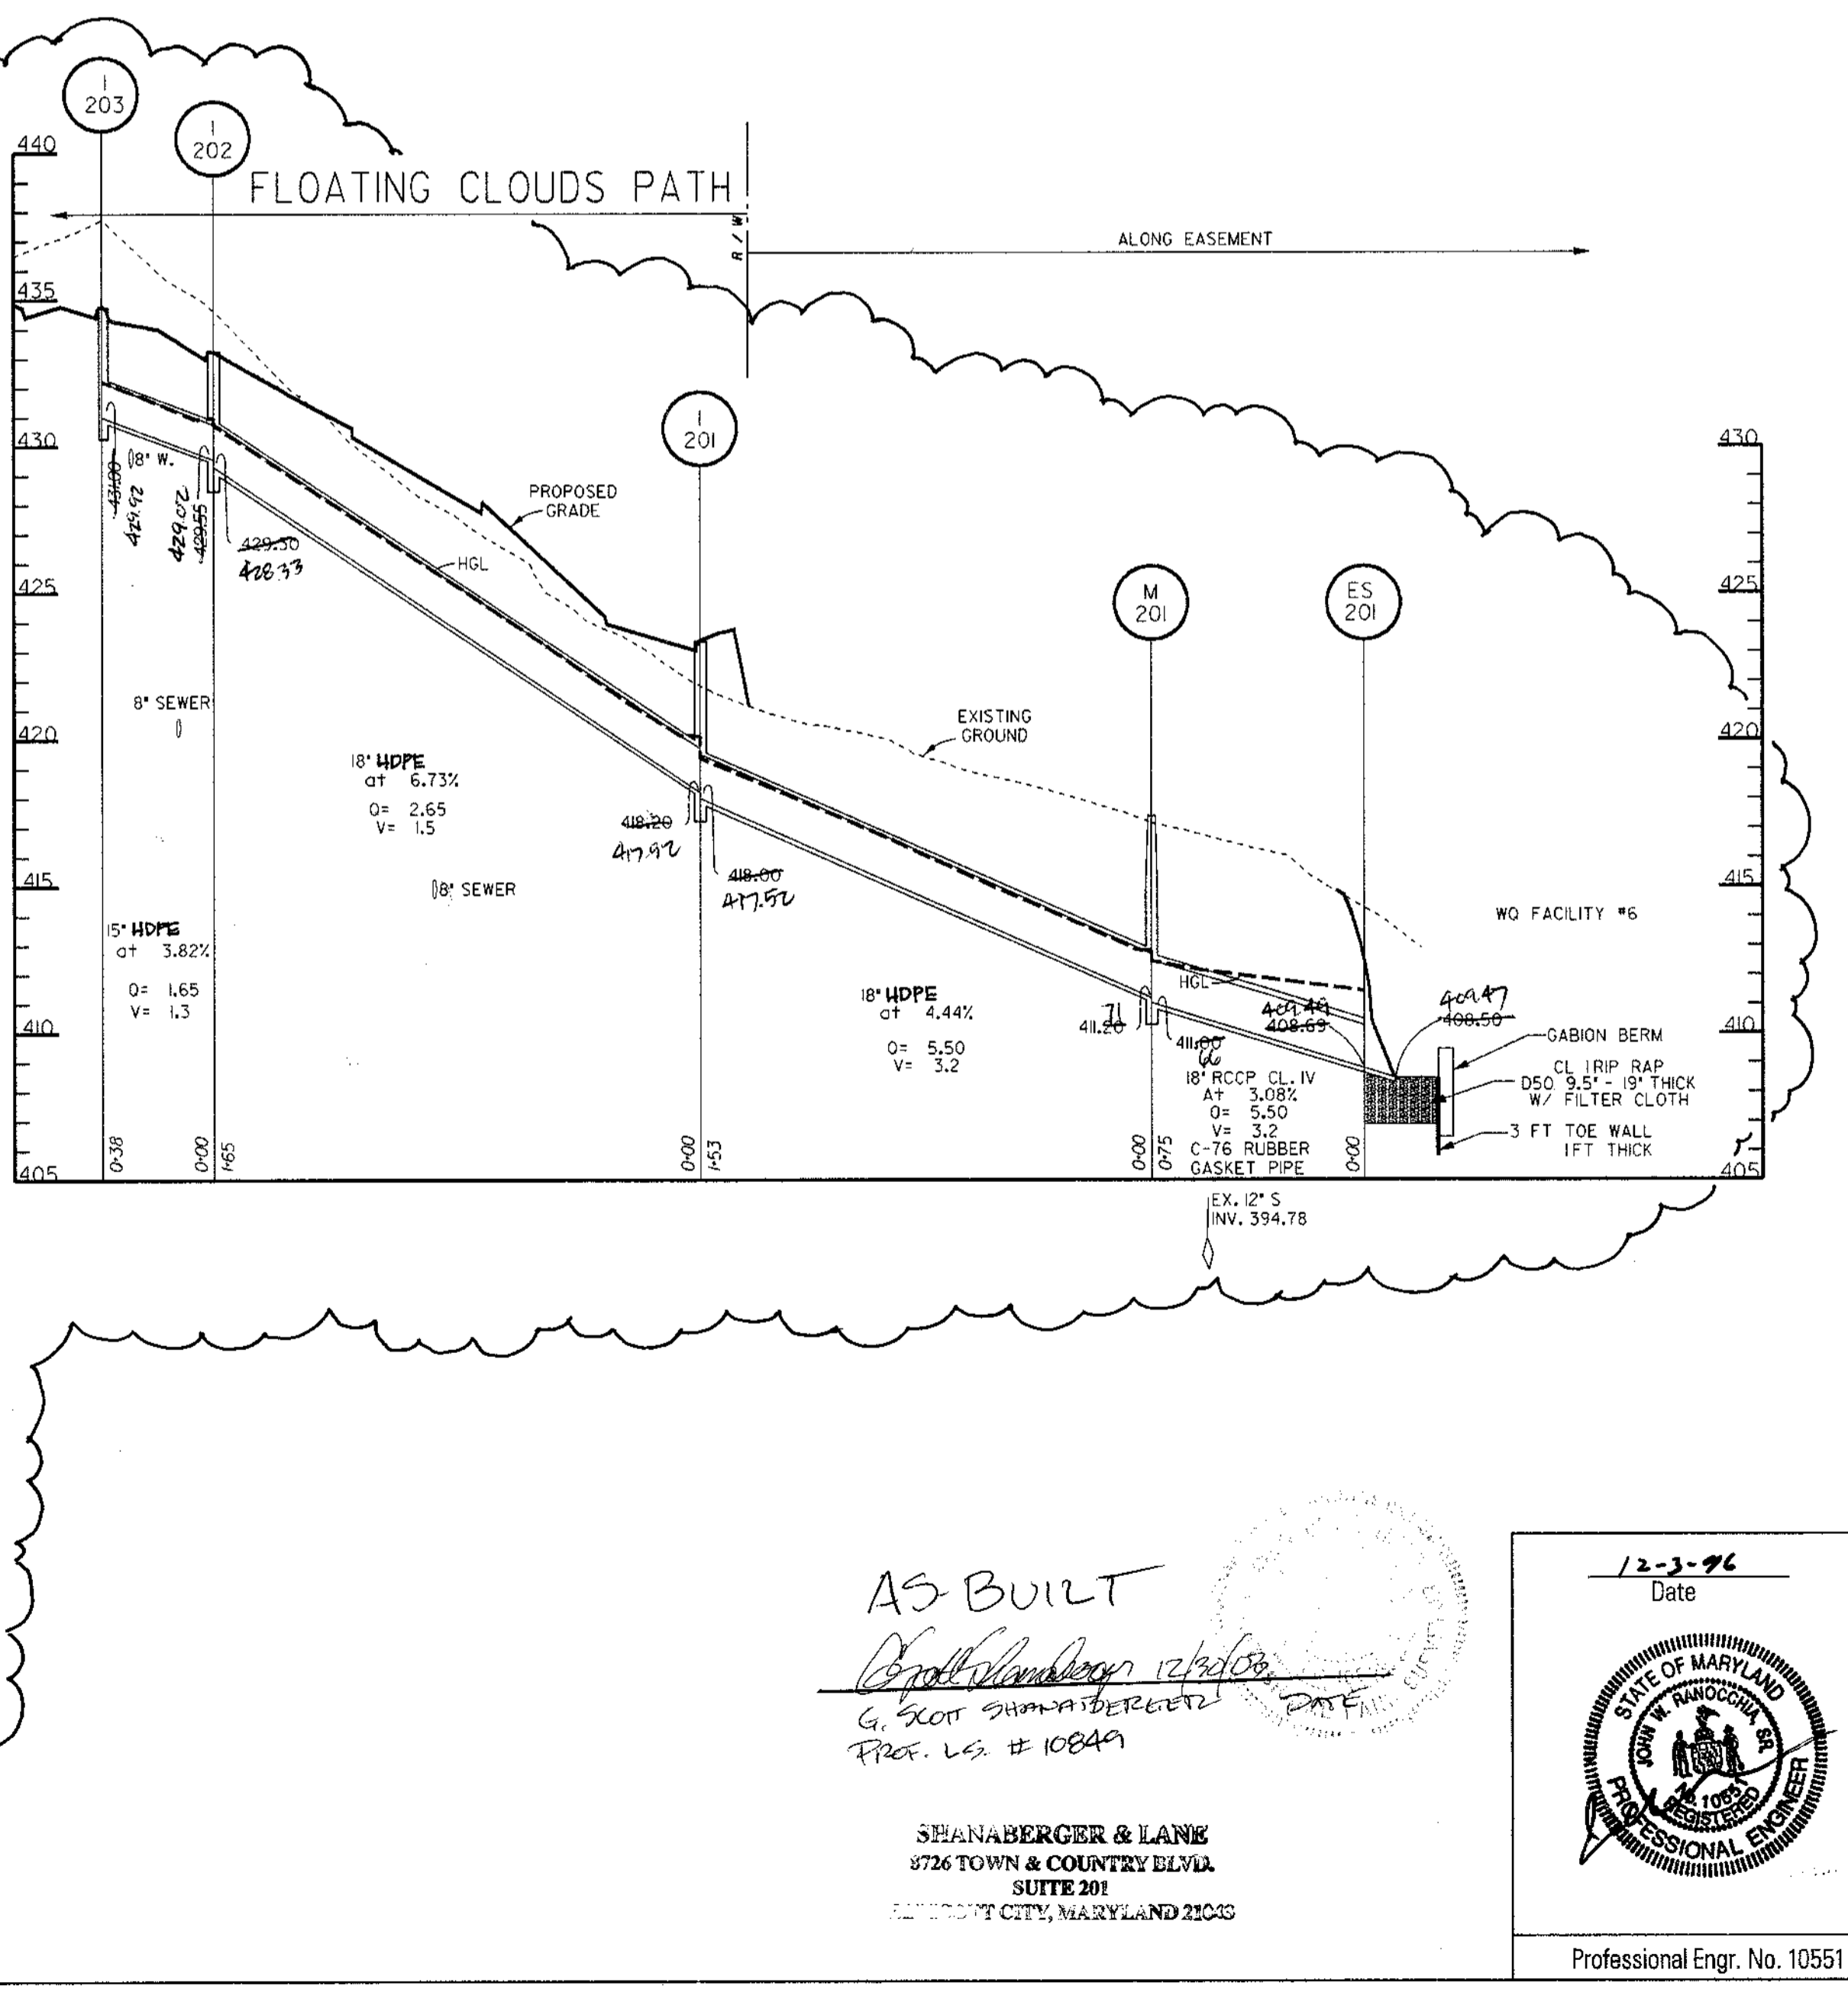 I
203
I
202
440
FLOATING CLOUDS PATH
R/W
ALONG EASEMENT
435
430
430
I
201
8" W.
431.00
429.92
429.02
429.55
429.30
428.33
PROPOSED
GRADE
HGL
425
425
M
201
ES
201
8" SEWER
420
420
EXISTING
GROUND
18" HDPE
at 6.73%
Q= 2.65
V= 1.5
418.20
417.92
418.00
417.52
415
415
8" SEWER
WQ FACILITY #6
15" HDPE
at 3.82%
Q= 1.65
V= 1.3
18" HDPE
at 4.44%
Q= 5.50
V= 3.2
HGL
410
410
71
411.20
411.00
66
409.49
408.69
409.47
408.50
GABION BERM
CL I RIP RAP
D50 9.5" - 19" THICK
W/ FILTER CLOTH
3 FT TOE WALL
1FT THICK
18" RCCP CL. IV
At 3.08%
Q= 5.50
V= 3.2
C-76 RUBBER
GASKET PIPE
0+38
0+00
1+65
0+00
1+53
0+00
0+75
0+00
405
405
EX. 12" S
INV. 394.78
AS-BUILT
12/30/03
G. SCOTT SHANABERGER DATE
PROF. L.S. # 10849
SHANABERGER & LANE
8726 TOWN & COUNTRY BLVD.
SUITE 201
CITY, MARYLAND 21043
12-3-96
Date
STATE OF MARYLAND
JOHN W. RANOCCHIA, SR.
No. 10551
REGISTERED
PROFESSIONAL ENGINEER
Professional Engr. No. 10551